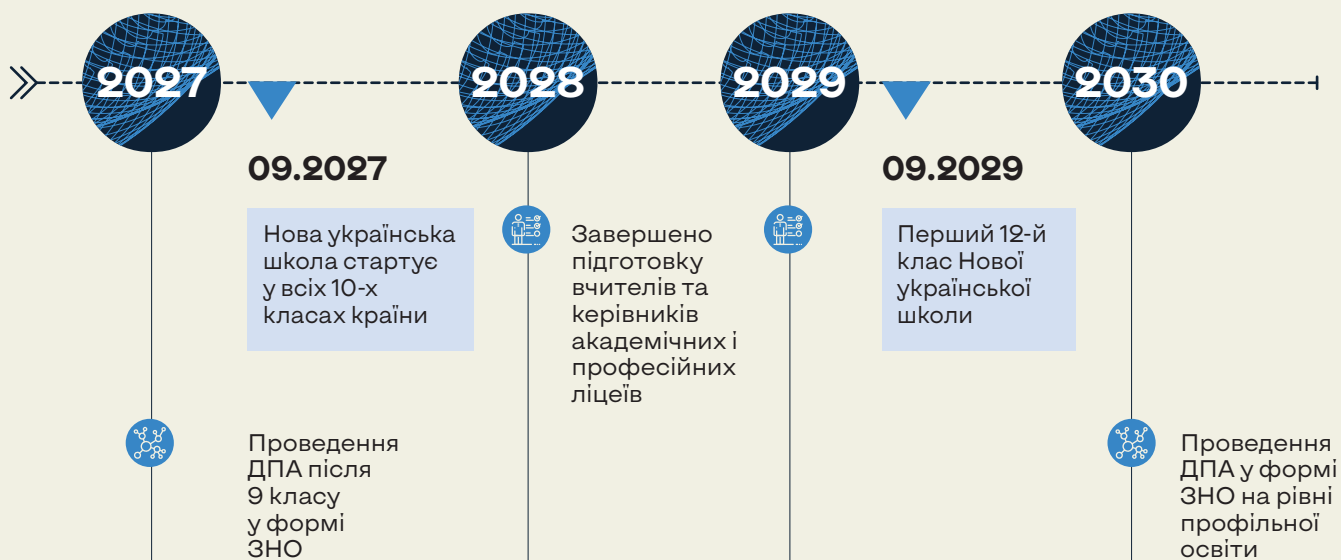 2027
2028
2029
2030
09.2027
Нова українська
школа стартує
у всіх 10-х
класах країни
Завершено
підготовку
вчителів та
керівників
академічних і
професійних
ліцеїв
09.2029
Перший 12-й
клас Нової
української
школи
Проведення
ДПА після
9 класу
у формі
ЗНО
Проведення
ДПА у формі
ЗНО на рівні
профільної
освіти